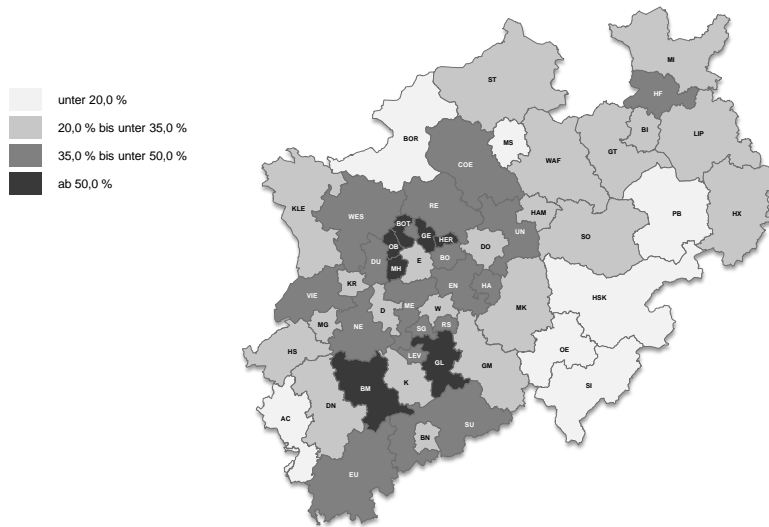 unter 20,0 %
20,0 % bis unter 35,0 %
35,0 % bis unter 50,0 %
ab 50,0 %
MI
ST
HF
BOR
MS
BI
LIP
COE
WAF
GT
KLE
WES
RE
HAM
PB
HX
BOT
GE
HER
UN
SO
OB
DO
DU
E
BO
MH
KR
EN
HA
HSK
VIE
D
ME
W
MK
MG
NE
SG
RS
HS
LEV
GL
OE
GM
BM
K
SI
DN
AC
BN
SU
EU